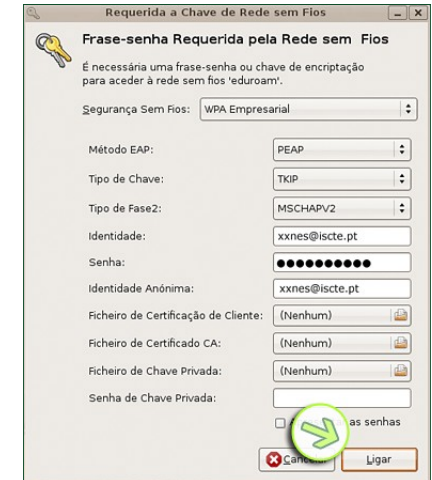 Requerida a Chave de Rede sem Fios
Frase-senha Requerida pela Rede sem Fios
É necessária uma frase-senha ou chave de encriptação
para aceder à rede sem fios 'eduroam'.
Segurança Sem Fios: WPA Empresarial
Método EAP: PEAP
Tipo de Chave: TKIP
Tipo de Fase2: MSCHAPV2
Identidade: xxnes@iscte.pt
Senha: ●●●●●●●●●●
Identidade Anónima: xxnes@iscte.pt
Ficheiro de Certificação de Cliente: (Nenhum)
Ficheiro de Certificado CA: (Nenhum)
Ficheiro de Chave Privada: (Nenhum)
Senha de Chave Privada:
as senhas
Cancelar Ligar